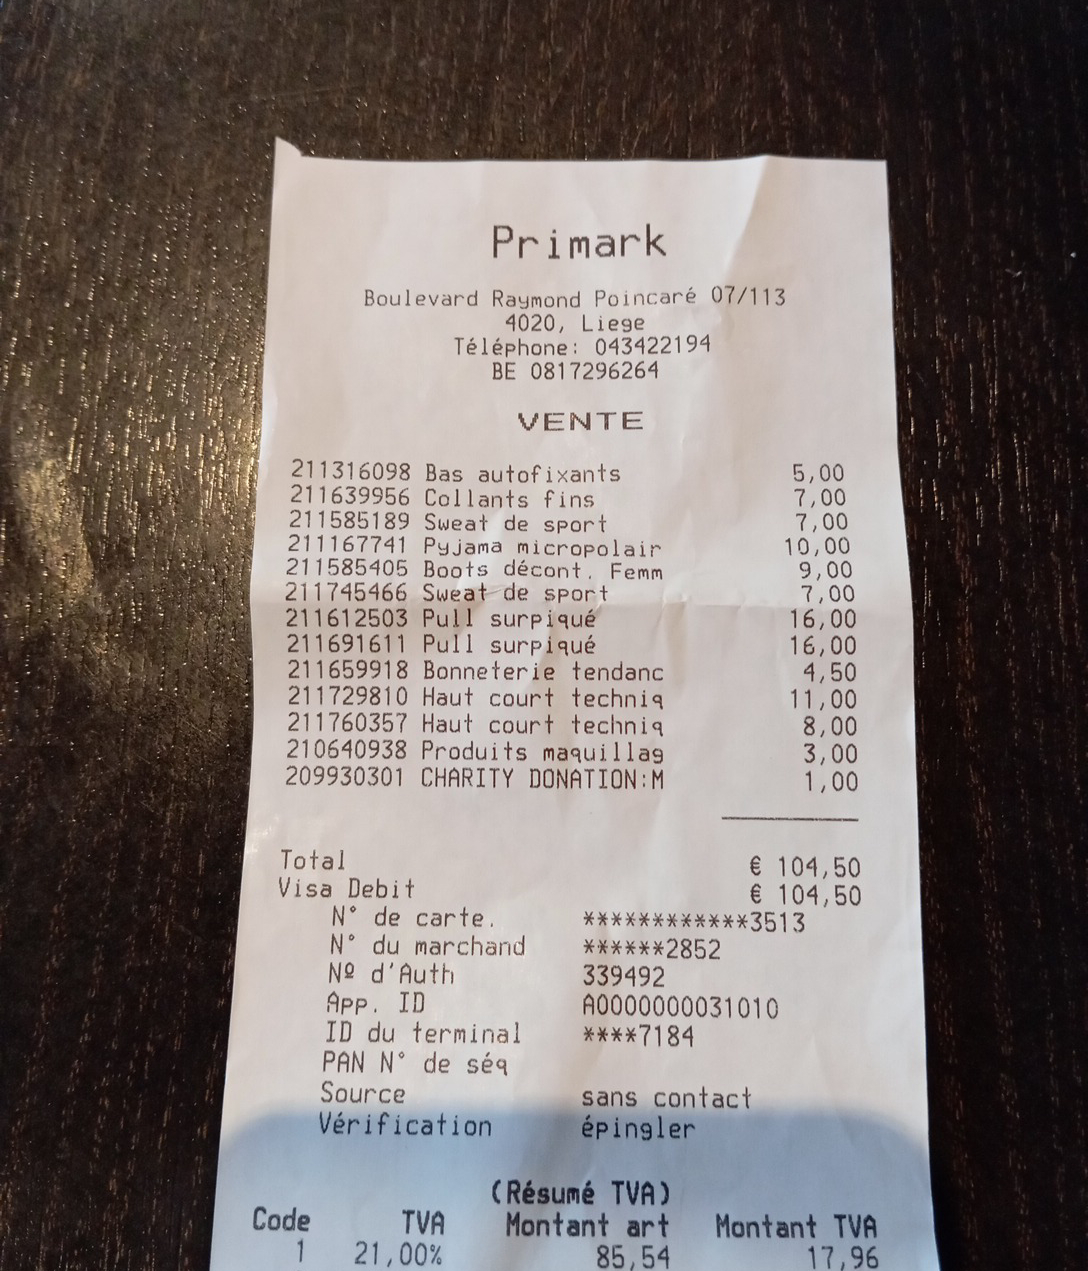 Primark
Boulevard Raymond Poincaré 07/113
4020, Liege
Téléphone: 043422194
BE 0817296264
VENTE
211316098 Bas autofixants 5,00
211639956 Collants fins 7,00
211585189 Sweat de sport 7,00
211167741 Pyjama micropolair 10,00
211585405 Boots décont. Femm 9,00
211745466 Sweat de sport 7,00
211612503 Pull surpiqué 16,00
211691611 Pull surpiqué 16,00
211659918 Bonneterie tendanc 4,50
211729810 Haut court techniq 11,00
211760357 Haut court techniq 8,00
210640938 Produits maquillag 3,00
209930301 CHARITY DONATION:M 1,00
Total € 104,50
Visa Debit € 104,50
N° de carte. ************3513
N° du marchand ******2852
Nº d'Auth 339492
App. ID A0000000031010
ID du terminal ****7184
PAN N° de séq
Source sans contact
Vérification épingler
(Résumé TVA)
Code TVA Montant art Montant TVA
1 21,00% 85,54 17,96